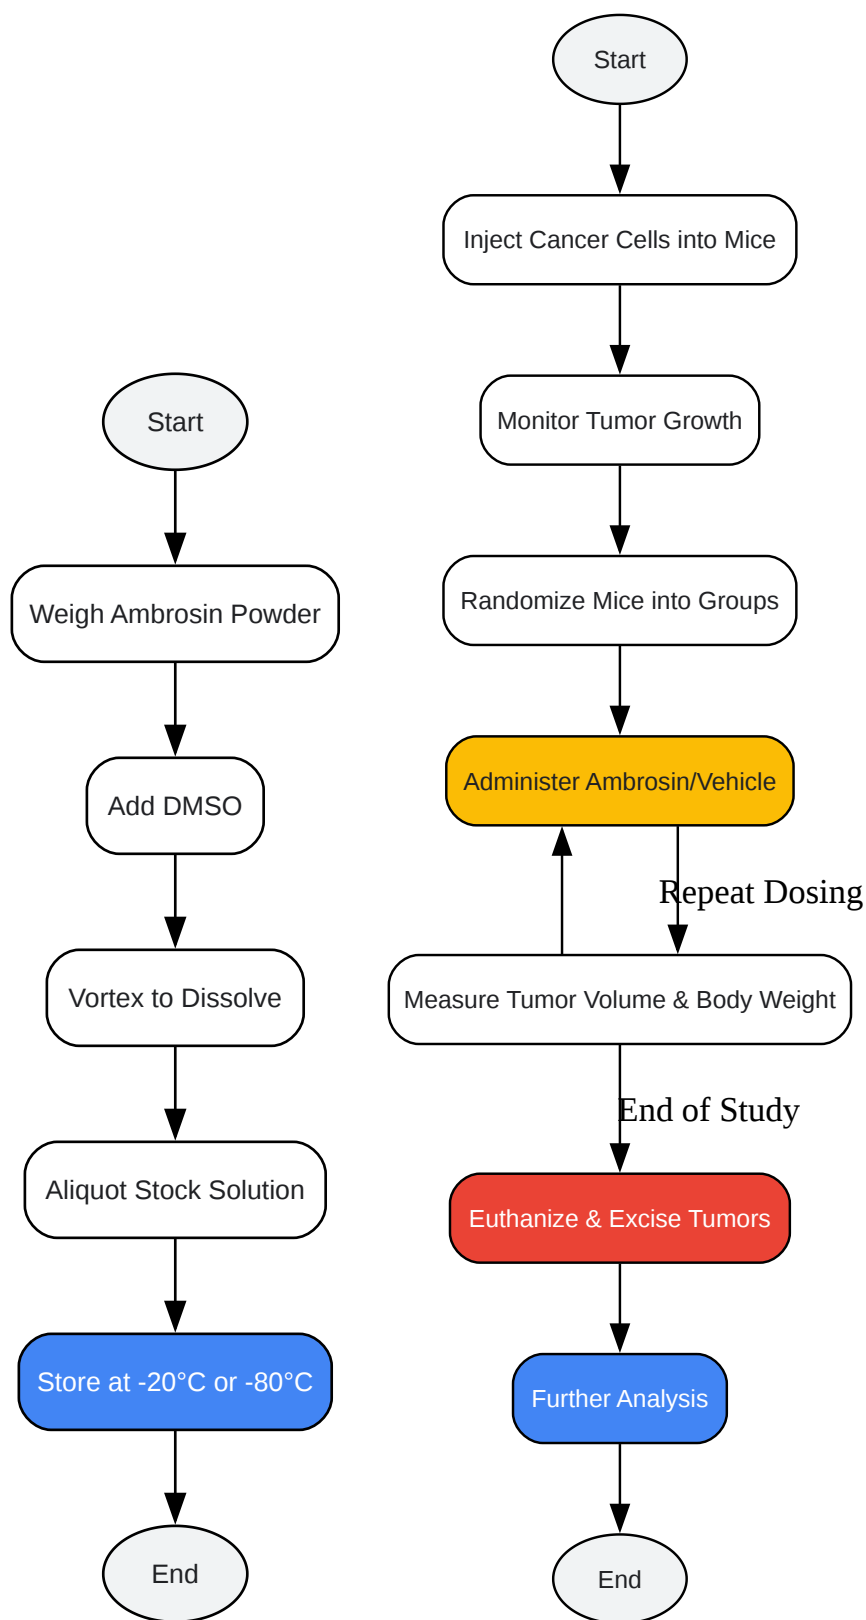 Start
Weigh Ambrosin Powder
Add DMSO
Vortex to Dissolve
Aliquot Stock Solution
Store at -20°C or -80°C
End
Start
Inject Cancer Cells into Mice
Monitor Tumor Growth
Randomize Mice into Groups
Administer Ambrosin/Vehicle
Repeat Dosing
Measure Tumor Volume & Body Weight
End of Study
Euthanize & Excise Tumors
Further Analysis
End